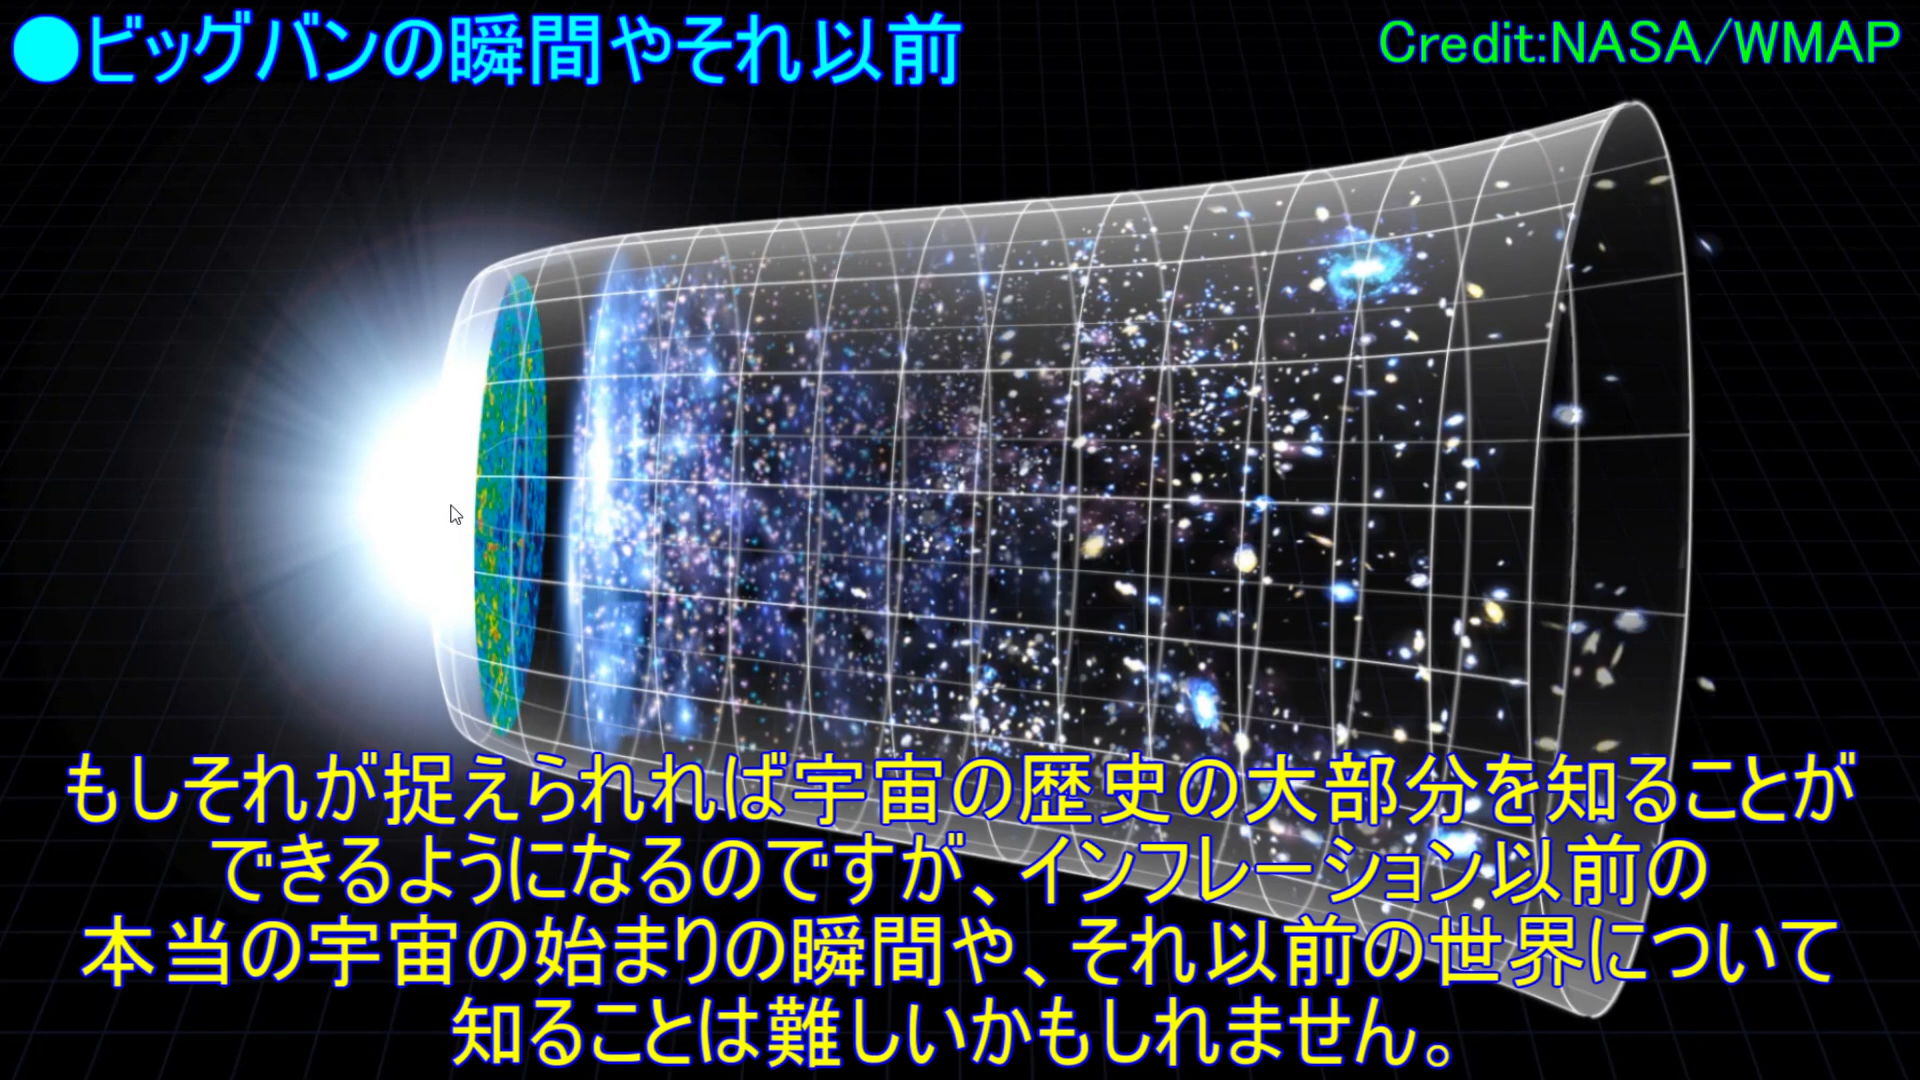 ●ビッグバンの瞬間やそれ以前
Credit:NASA/WMAP
もしそれが捉えられれば宇宙の歴史の大部分を知ることが
できるようになるのですが、インフレーション以前の
本当の宇宙の始まりの瞬間や、それ以前の世界について
知ることは難しいかもしれません。